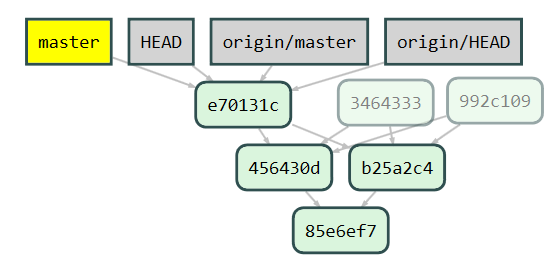 master
HEAD
origin/master
origin/HEAD
e70131c
3464333
992c109
456430d
b25a2c4
85e6ef7